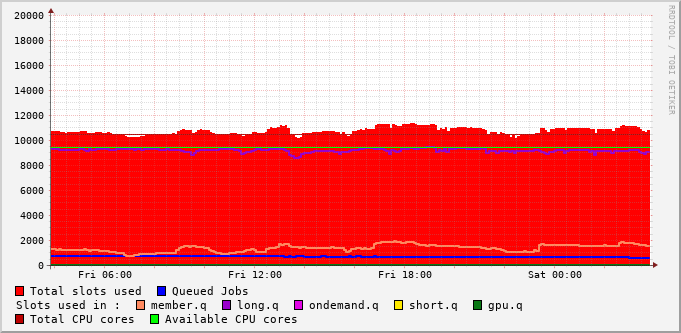 20000
18000
16000
14000
12000
10000
8000
6000
4000
2000
0
Fri 06:00 Fri 12:00 Fri 18:00 Sat 00:00
RRDTOOL / TOBI OETIKER
Total slots used Queued Jobs
Slots used in : member.q long.q ondemand.q short.q gpu.q
Total CPU cores Available CPU cores